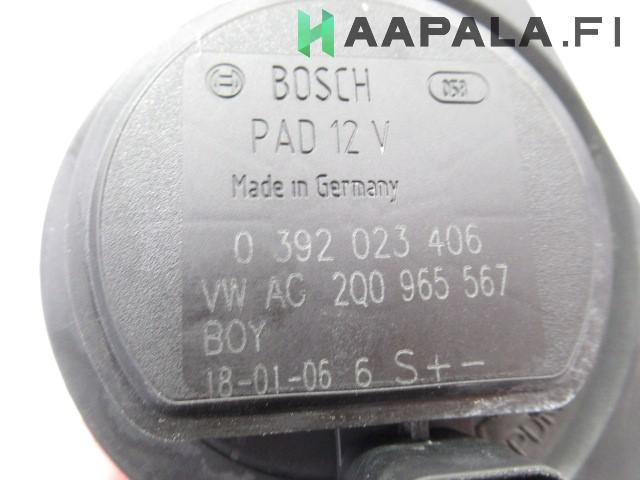 HAAPALA.FI
BOSCH 058
PAD 12 V
Made in Germany
0 392 023 406
VW AG 2Q0 965 567
BOY
18-01-06 6 S + -